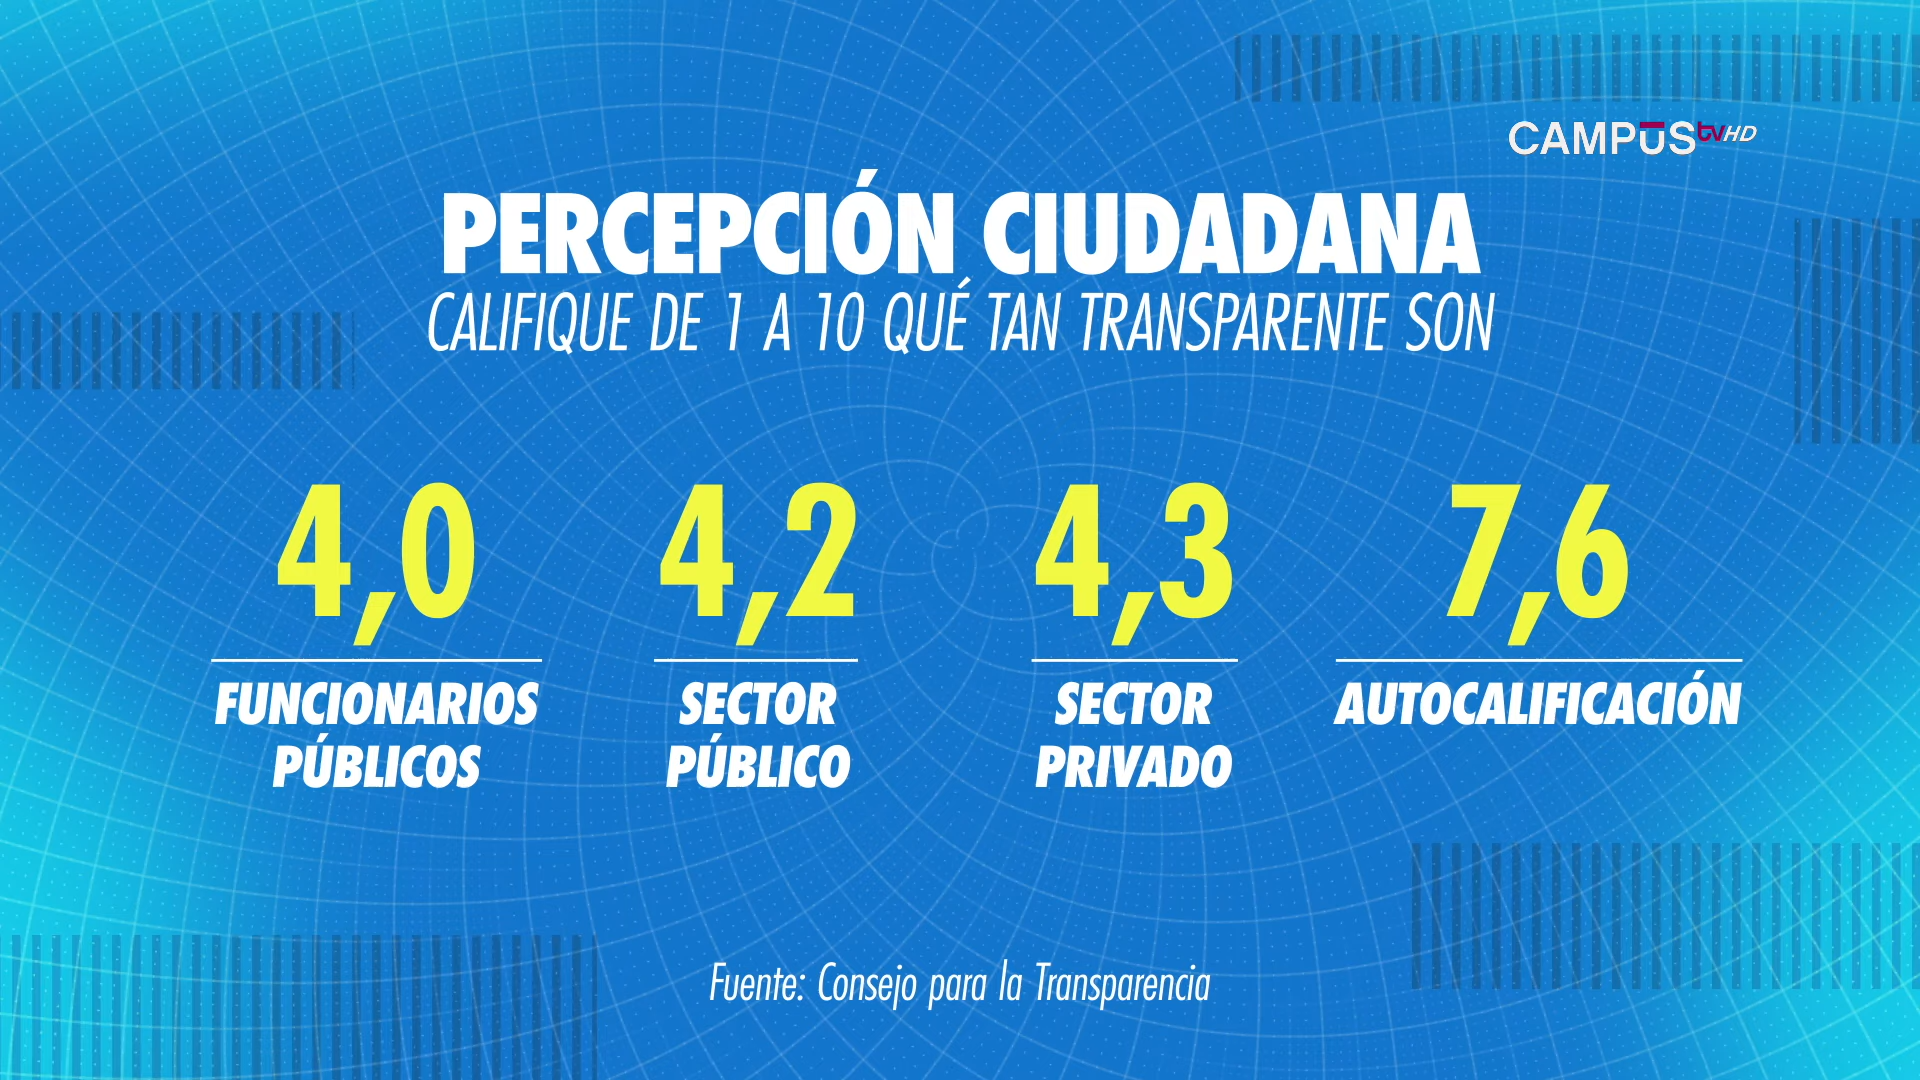 CAMPUS tv HD
PERCEPCIÓN CIUDADANA
CALIFIQUE DE 1 A 10 QUÉ TAN TRANSPARENTE SON
4,0
FUNCIONARIOS
PÚBLICOS
4,2
SECTOR
PÚBLICO
4,3
SECTOR
PRIVADO
7,6
AUTOCALIFICACIÓN
Fuente: Consejo para la Transparencia